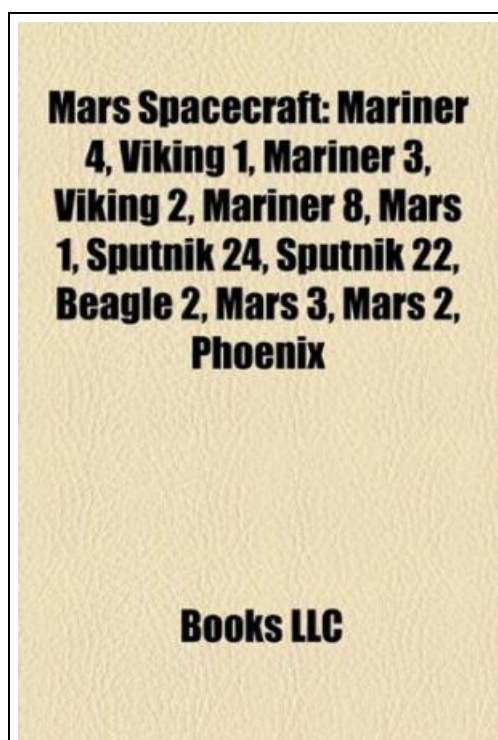 Mars Spacecraft: Mariner
4, Viking 1, Mariner 3,
Viking 2, Mariner 8, Mars
1, Sputnik 24, Sputnik 22,
Beagle 2, Mars 3, Mars 2,
Phoenix
Books LLC